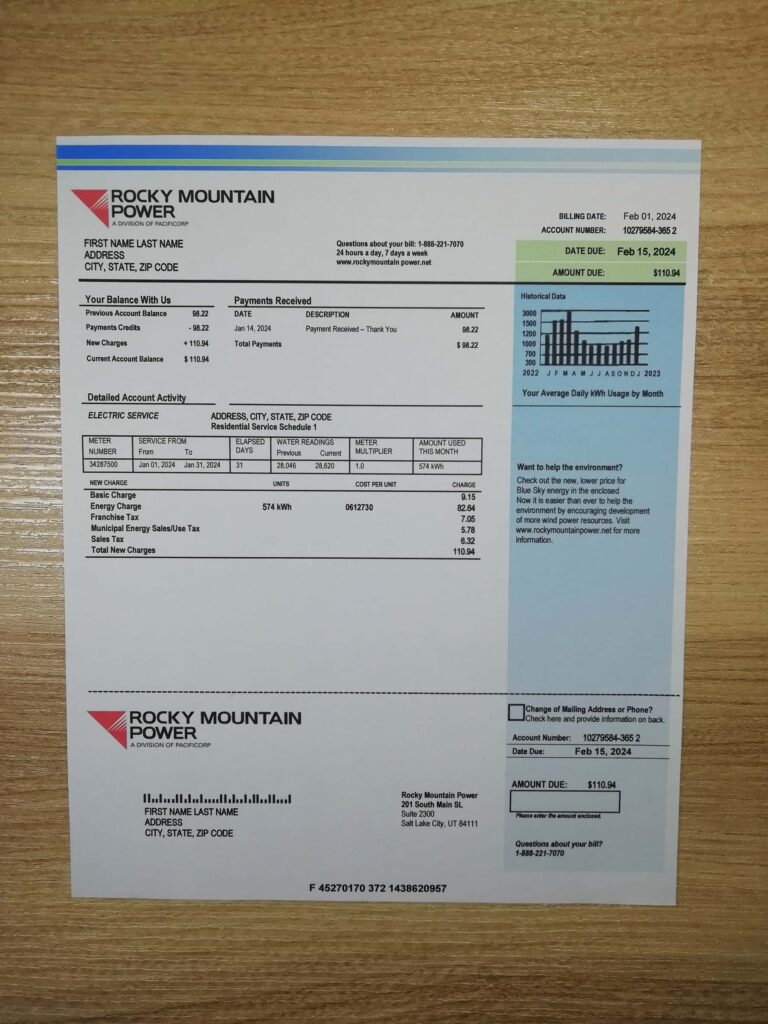 ROCKY MOUNTAIN
POWER
A DIVISION OF PACIFICORP
BILLING DATE: Feb 01, 2024
ACCOUNT NUMBER: 10279584-365 2
DATE DUE: Feb 15, 2024
AMOUNT DUE: $110.94
FIRST NAME LAST NAME
ADDRESS
CITY, STATE, ZIP CODE
Questions about your bill: 1-888-221-7070
24 hours a day, 7 days a week
www.rockymountain power.net
Your Balance With Us
Previous Account Balance 98.22
Payments Credits - 98.22
New Charges + 110.94
Current Account Balance $ 110.94
Payments Received
DATE DESCRIPTION AMOUNT
Jan 14, 2024 Payment Received – Thank You 98.22
Total Payments $ 98.22
Historical Data
3000
1500
1200
1000
700
300
2022 J F M A M J J A S O N D J 2023
Your Average Daily kWh Usage by Month
Detailed Account Activity
ELECTRIC SERVICE ADDRESS, CITY, STATE, ZIP CODE
Residential Service Schedule 1
METER NUMBER SERVICE FROM ELAPSED DAYS WATER READINGS METER MULTIPLIER AMOUNT USED THIS MONTH
From To Previous Current
34287500 Jan 01, 2024 Jan 31, 2024 31 28,046 28,620 1.0 574 kWh
NEW CHARGE UNITS COST PER UNIT CHARGE
Basic Charge 9.15
Energy Charge 574 kWh 0612730 82.64
Franchise Tax 7.05
Municipal Energy Sales/Use Tax 5.78
Sales Tax 6.32
Total New Charges 110.94
Want to help the environment?
Check out the new, lower price for
Blue Sky energy in the enclosed
Now it is easier than ever to help the
environment by encouraging development
of more wind power resources. Visit
www.rockymountainpower.net for more
information.
ROCKY MOUNTAIN
POWER
A DIVISION OF PACIFICORP
Change of Mailing Address or Phone?
Check here and provide information on back.
Account Number: 10279584-365 2
Date Due: Feb 15, 2024
AMOUNT DUE: $110.94
Please enter the amount enclosed.
Questions about your bill?
1-888-221-7070
FIRST NAME LAST NAME
ADDRESS
CITY, STATE, ZIP CODE
Rocky Mountain Power
201 South Main SL
Suite 2300
Salt Lake City, UT 84111
F 45270170 372 1438620957